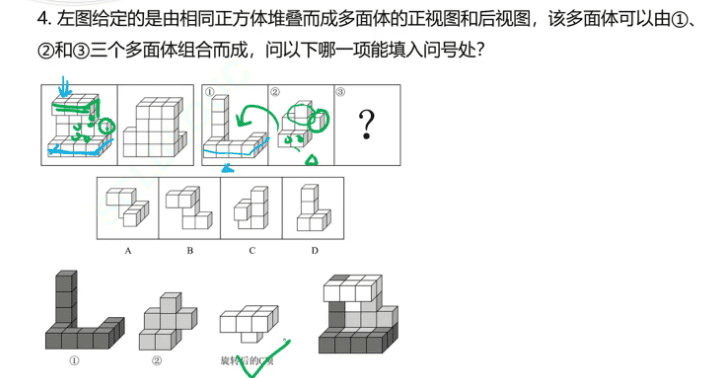 4. 左图给定的是由相同正方体堆叠而成多面体的正视图和后视图，该多面体可以由①、
②和③三个多面体组合而成，问以下哪一项能填入问号处？
① ② ③
?
A B C D
① ② 旋转后的C项